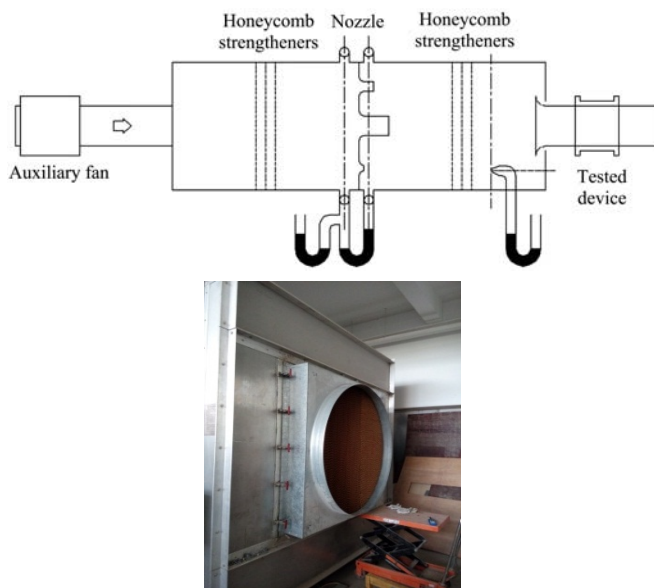 Honeycomb
strengtheners
Nozzle
Honeycomb
strengtheners
Auxiliary fan
Tested
device